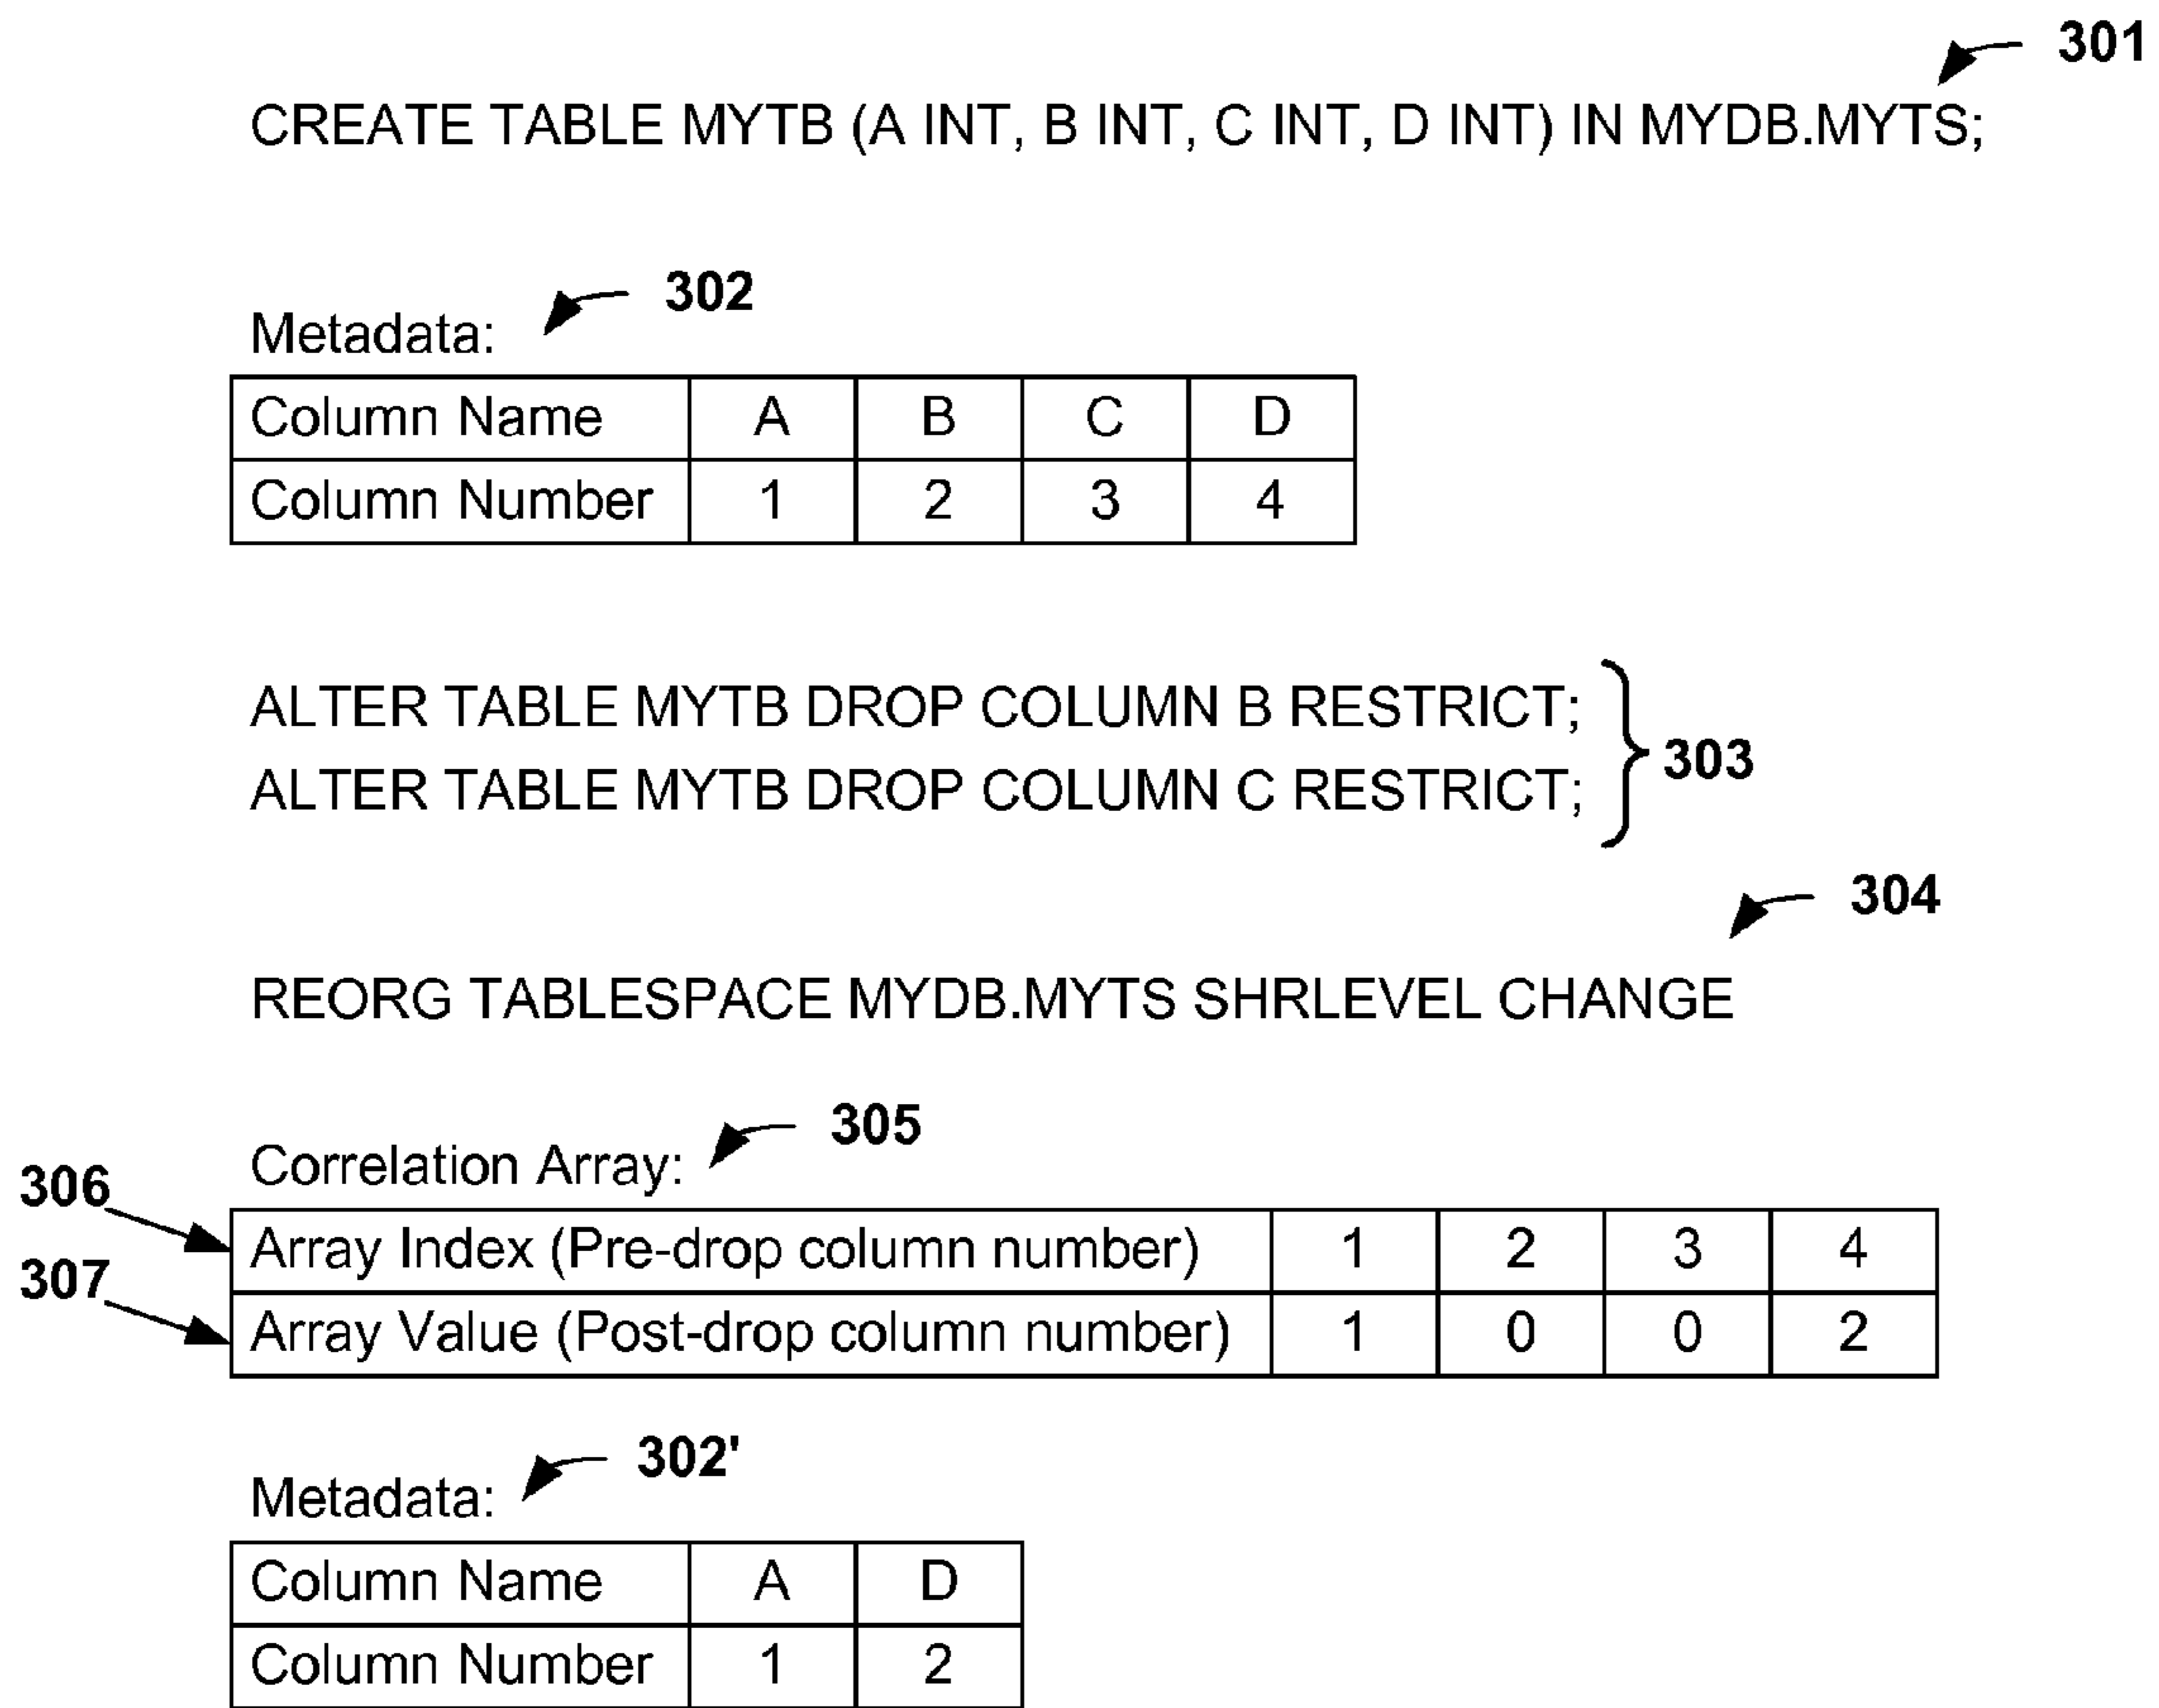 301
CREATE TABLE MYTB (A INT, B INT, C INT, D INT) IN MYDB.MYTS;
302
Metadata:
Column Name A B C D
Column Number 1 2 3 4
ALTER TABLE MYTB DROP COLUMN B RESTRICT;
ALTER TABLE MYTB DROP COLUMN C RESTRICT;
303
304
REORG TABLESPACE MYDB.MYTS SHRLEVEL CHANGE
305
Correlation Array:
306
Array Index (Pre-drop column number) 1 2 3 4
307
Array Value (Post-drop column number) 1 0 0 2
302'
Metadata:
Column Name A D
Column Number 1 2